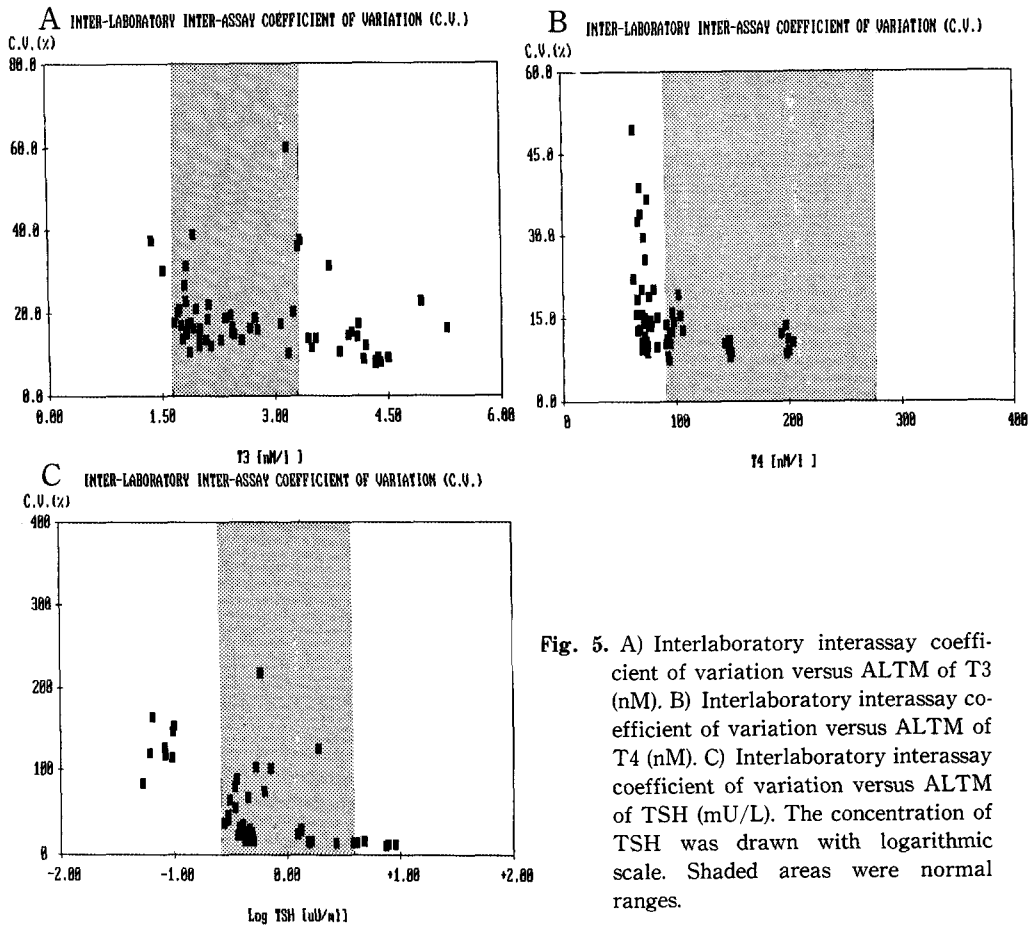 A INTER-LABORATORY INTER-ASSAY COEFFICIENT OF VARIATION (C.V.)
C.V.(%)
80.0
60.0
40.0
20.0
0.0
0.00 1.50 3.00 4.50 6.00
T3 [nM/l ]
B INTER-LABORATORY INTER-ASSAY COEFFICIENT OF VARIATION (C.V.)
C.V.(%)
60.0
45.0
30.0
15.0
0.0
0 100 200 300 400
T4 [nM/l ]
C INTER-LABORATORY INTER-ASSAY COEFFICIENT OF VARIATION (C.V.)
C.V.(%)
400
300
200
100
0
-2.00 -1.00 0.00 +1.00 +2.00
Log TSH [uU/ml]
Fig. 5. A) Interlaboratory interassay coeffi-
cient of variation versus ALTM of T3
(nM). B) Interlaboratory interassay co-
efficient of variation versus ALTM of
T4 (nM). C) Interlaboratory interassay
coefficient of variation versus ALTM
of TSH (mU/L). The concentration of
TSH was drawn with logarithmic
scale. Shaded areas were normal
ranges.